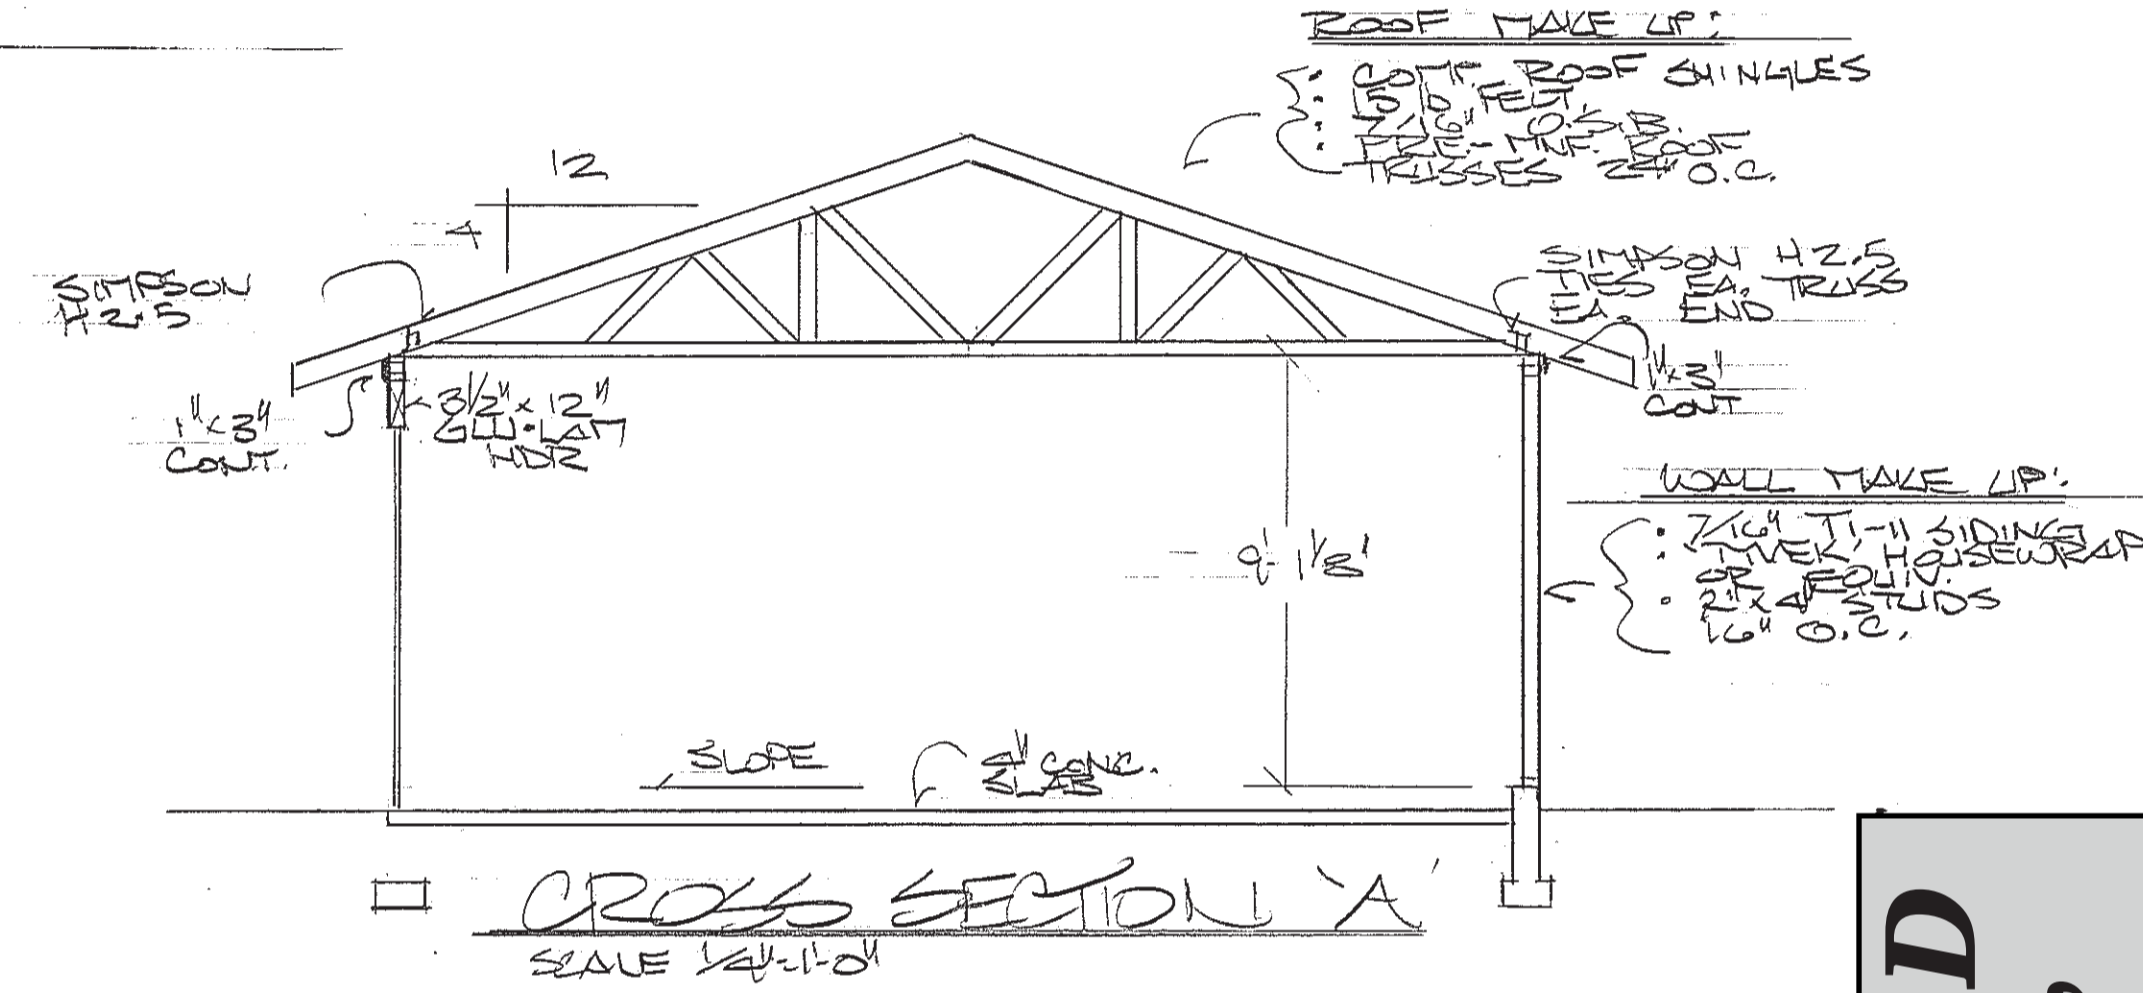 ROOF MAKE UP:
• COMP. ROOF SHINGLES
• 15 lb FELT.
• 7/16" O.S.B.
• PRE-MNF. ROOF
TRUSSES 24" O.C.
12
4
SIMPSON
H2.5
SIMPSON H2.5
TIES EA. TRUSS
EA. END
1"x3"
CONT.
3 1/2" x 12"
GLU-LAM
HDR
1"x3"
CONT
WALL MAKE UP:
• 7/16" T1-11 SIDING
• TYVEK HOUSEWRAP
OR EQUIV.
• 2"x4" STUDS
16" O.C.
9'-1 1/8'
SLOPE
4" CONC.
SLAB
CROSS SECTION 'A'
SCALE 1/4"=1'-0"
D